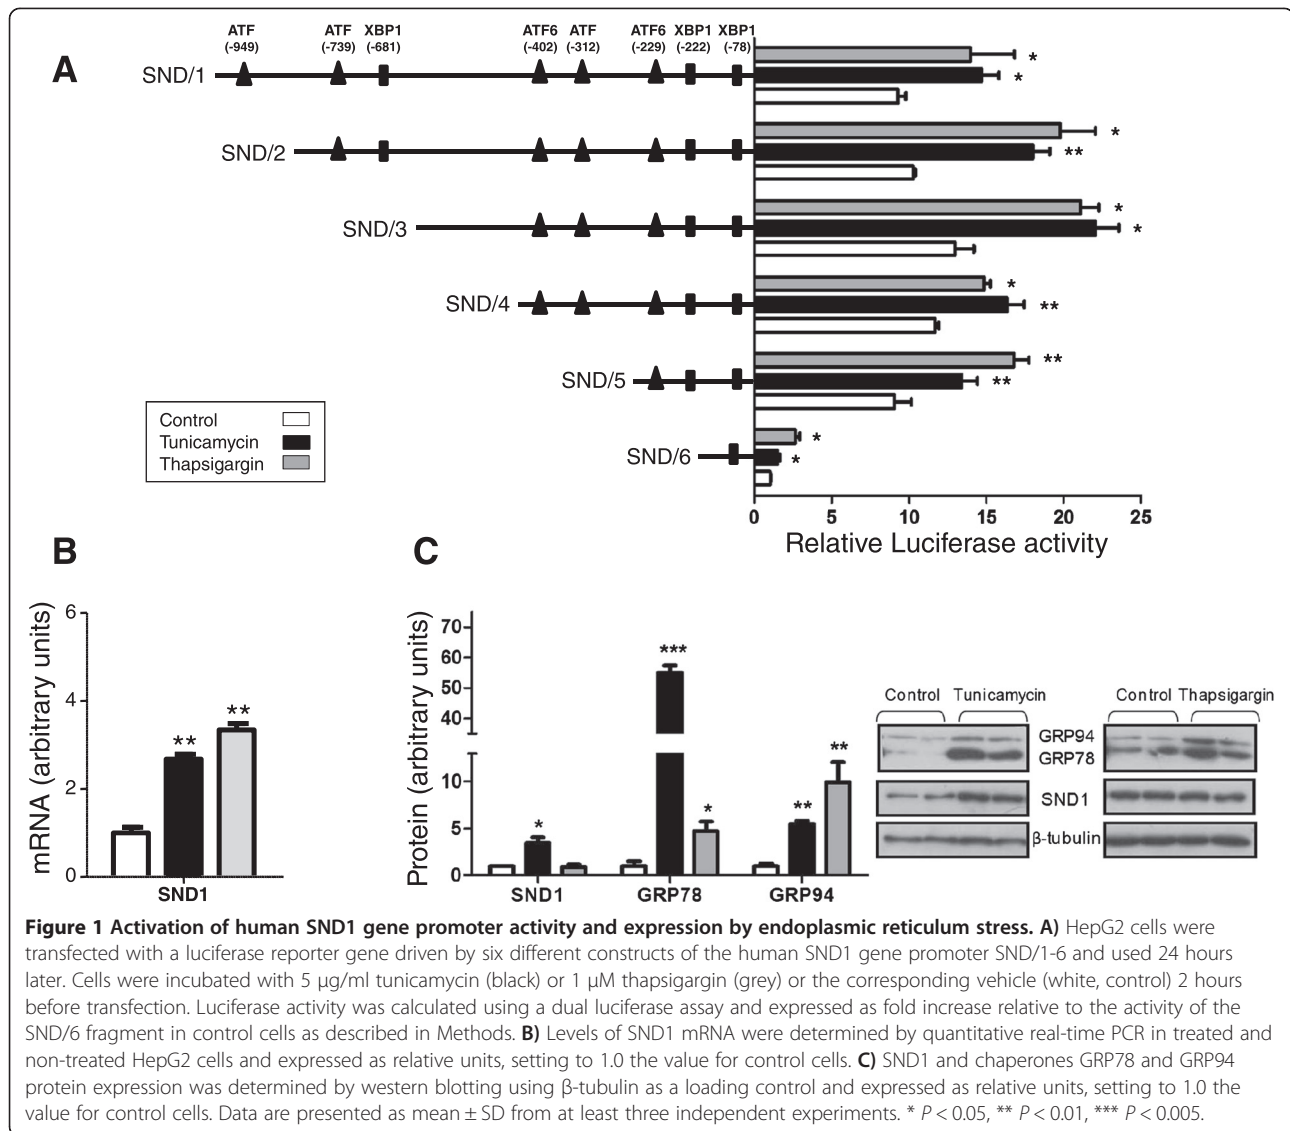 ATF ATF XBP1 ATF6 ATF ATF6 XBP1 XBP1
(-949) (-739) (-681) (-402) (-312) (-229) (-222) (-78)
A
SND/1 * *
SND/2 * **
SND/3 * *
SND/4 * **
SND/5 ** **
SND/6 * *
Control
Tunicamycin
Thapsigargin
0 5 10 15 20 25
Relative Luciferase activity
B
mRNA (arbitrary units)
6
4
2
0
** **
SND1
C
Protein (arbitrary units)
70
60
50
40
10
5
0
* *** * ** **
SND1 GRP78 GRP94
Control Tunicamycin Control Thapsigargin
GRP94
GRP78
SND1
β-tubulin
Figure 1 Activation of human SND1 gene promoter activity and expression by endoplasmic reticulum stress. A) HepG2 cells were
transfected with a luciferase reporter gene driven by six different constructs of the human SND1 gene promoter SND/1-6 and used 24 hours
later. Cells were incubated with 5 μg/ml tunicamycin (black) or 1 μM thapsigargin (grey) or the corresponding vehicle (white, control) 2 hours
before transfection. Luciferase activity was calculated using a dual luciferase assay and expressed as fold increase relative to the activity of the
SND/6 fragment in control cells as described in Methods. B) Levels of SND1 mRNA were determined by quantitative real-time PCR in treated and
non-treated HepG2 cells and expressed as relative units, setting to 1.0 the value for control cells. C) SND1 and chaperones GRP78 and GRP94
protein expression was determined by western blotting using β-tubulin as a loading control and expressed as relative units, setting to 1.0 the
value for control cells. Data are presented as mean ± SD from at least three independent experiments. * P < 0.05, ** P < 0.01, *** P < 0.005.